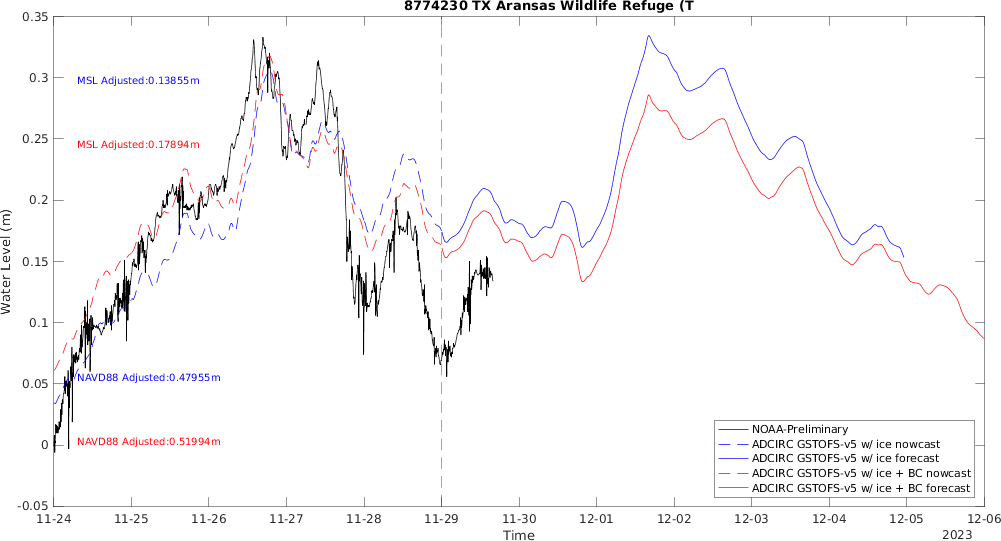 8774230 TX Aransas Wildlife Refuge (T
0.35
0.3
0.25
0.2
0.15
0.1
0.05
0
-0.05
Water Level (m)
MSL Adjusted:0.13855m
MSL Adjusted:0.17894m
NAVD88 Adjusted:0.47955m
NAVD88 Adjusted:0.51994m
NOAA-Preliminary
ADCIRC GSTOFS-v5 w/ ice nowcast
ADCIRC GSTOFS-v5 w/ ice forecast
ADCIRC GSTOFS-v5 w/ ice + BC nowcast
ADCIRC GSTOFS-v5 w/ ice + BC forecast
11-24 11-25 11-26 11-27 11-28 11-29 11-30 12-01 12-02 12-03 12-04 12-05 12-06
Time
2023